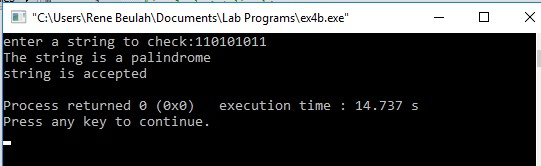 "C:\Users\Rene Beulah\Documents\Lab Programs\ex4b.exe"
enter a string to check:110101011
The string is a palindrome
string is accepted
Process returned 0 (0x0)   execution time : 14.737 s
Press any key to continue.